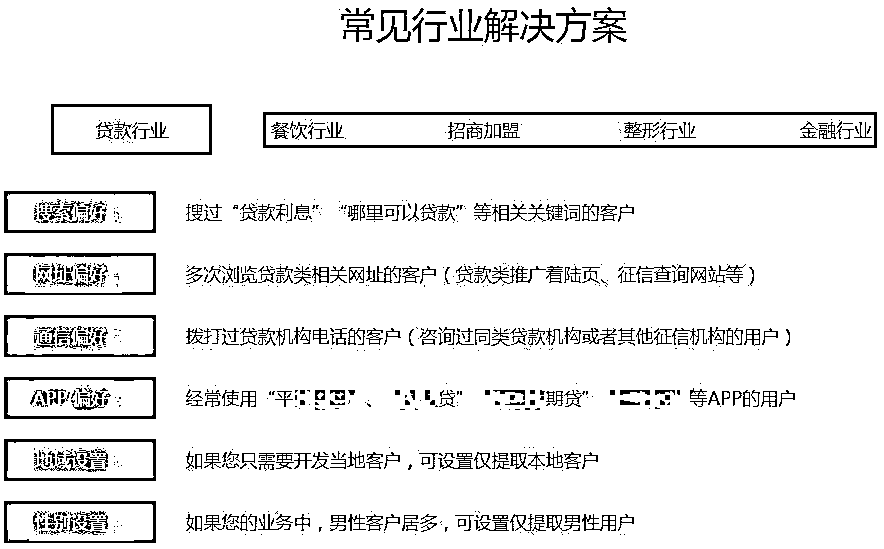 常见行业解决方案
贷款行业 餐饮行业 招商加盟 整形行业 金融行业
搜索偏好： 搜过“贷款利息”“哪里可以贷款”等相关关键词的客户
网址偏好： 多次浏览贷款类相关网址的客户（贷款类推广着陆页、征信查询网站等）
通信偏好： 拨打过贷款机构电话的客户（咨询过同类贷款机构或者其他征信机构的用户）
APP偏好： 经常使用“平 、 贷” 期贷” 等APP的用户
地域设置： 如果您只需要开发当地客户，可设置仅提取本地客户
性别设置： 如果您的业务中，男性客户居多，可设置仅提取男性用户